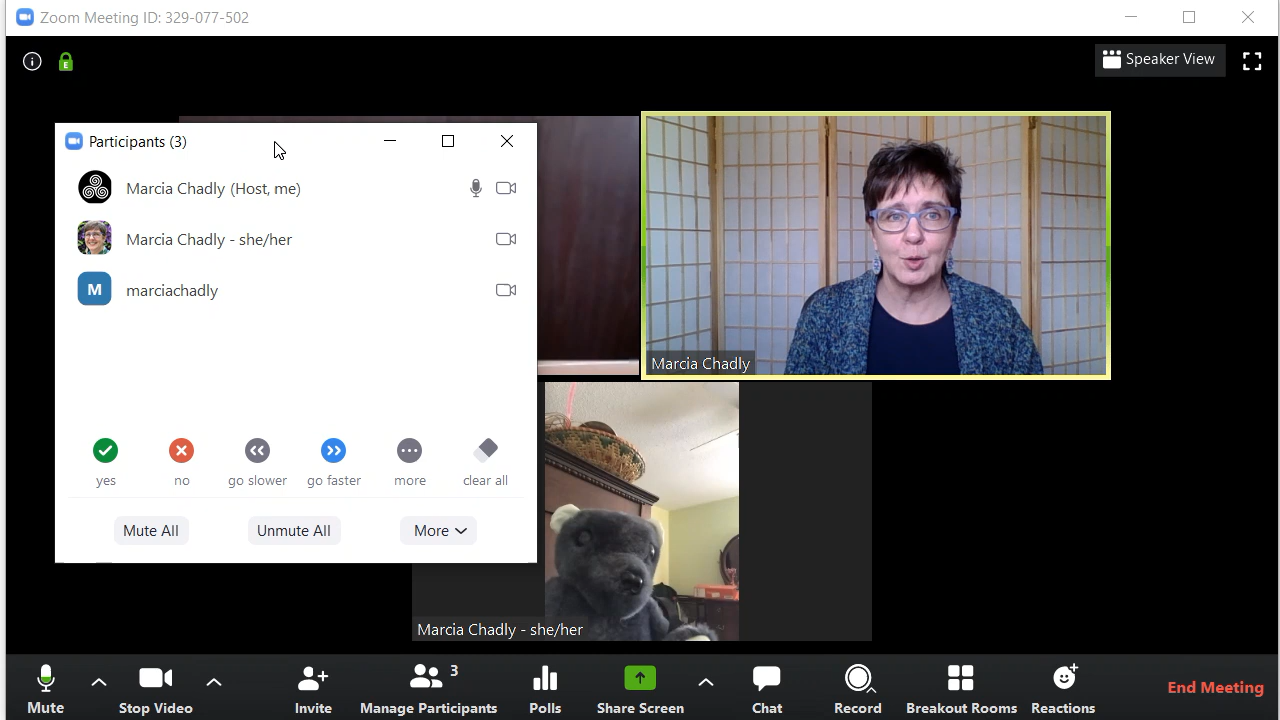 Zoom Meeting ID: 329-077-502
Speaker View
Participants (3)
Marcia Chadly (Host, me)
Marcia Chadly - she/her
M
marciachadly
yes
no
go slower
go faster
more
clear all
Mute All
Unmute All
More
Marcia Chadly
Marcia Chadly - she/her
3
Mute
Stop Video
Invite
Manage Participants
Polls
Share Screen
Chat
Record
Breakout Rooms
Reactions
End Meeting